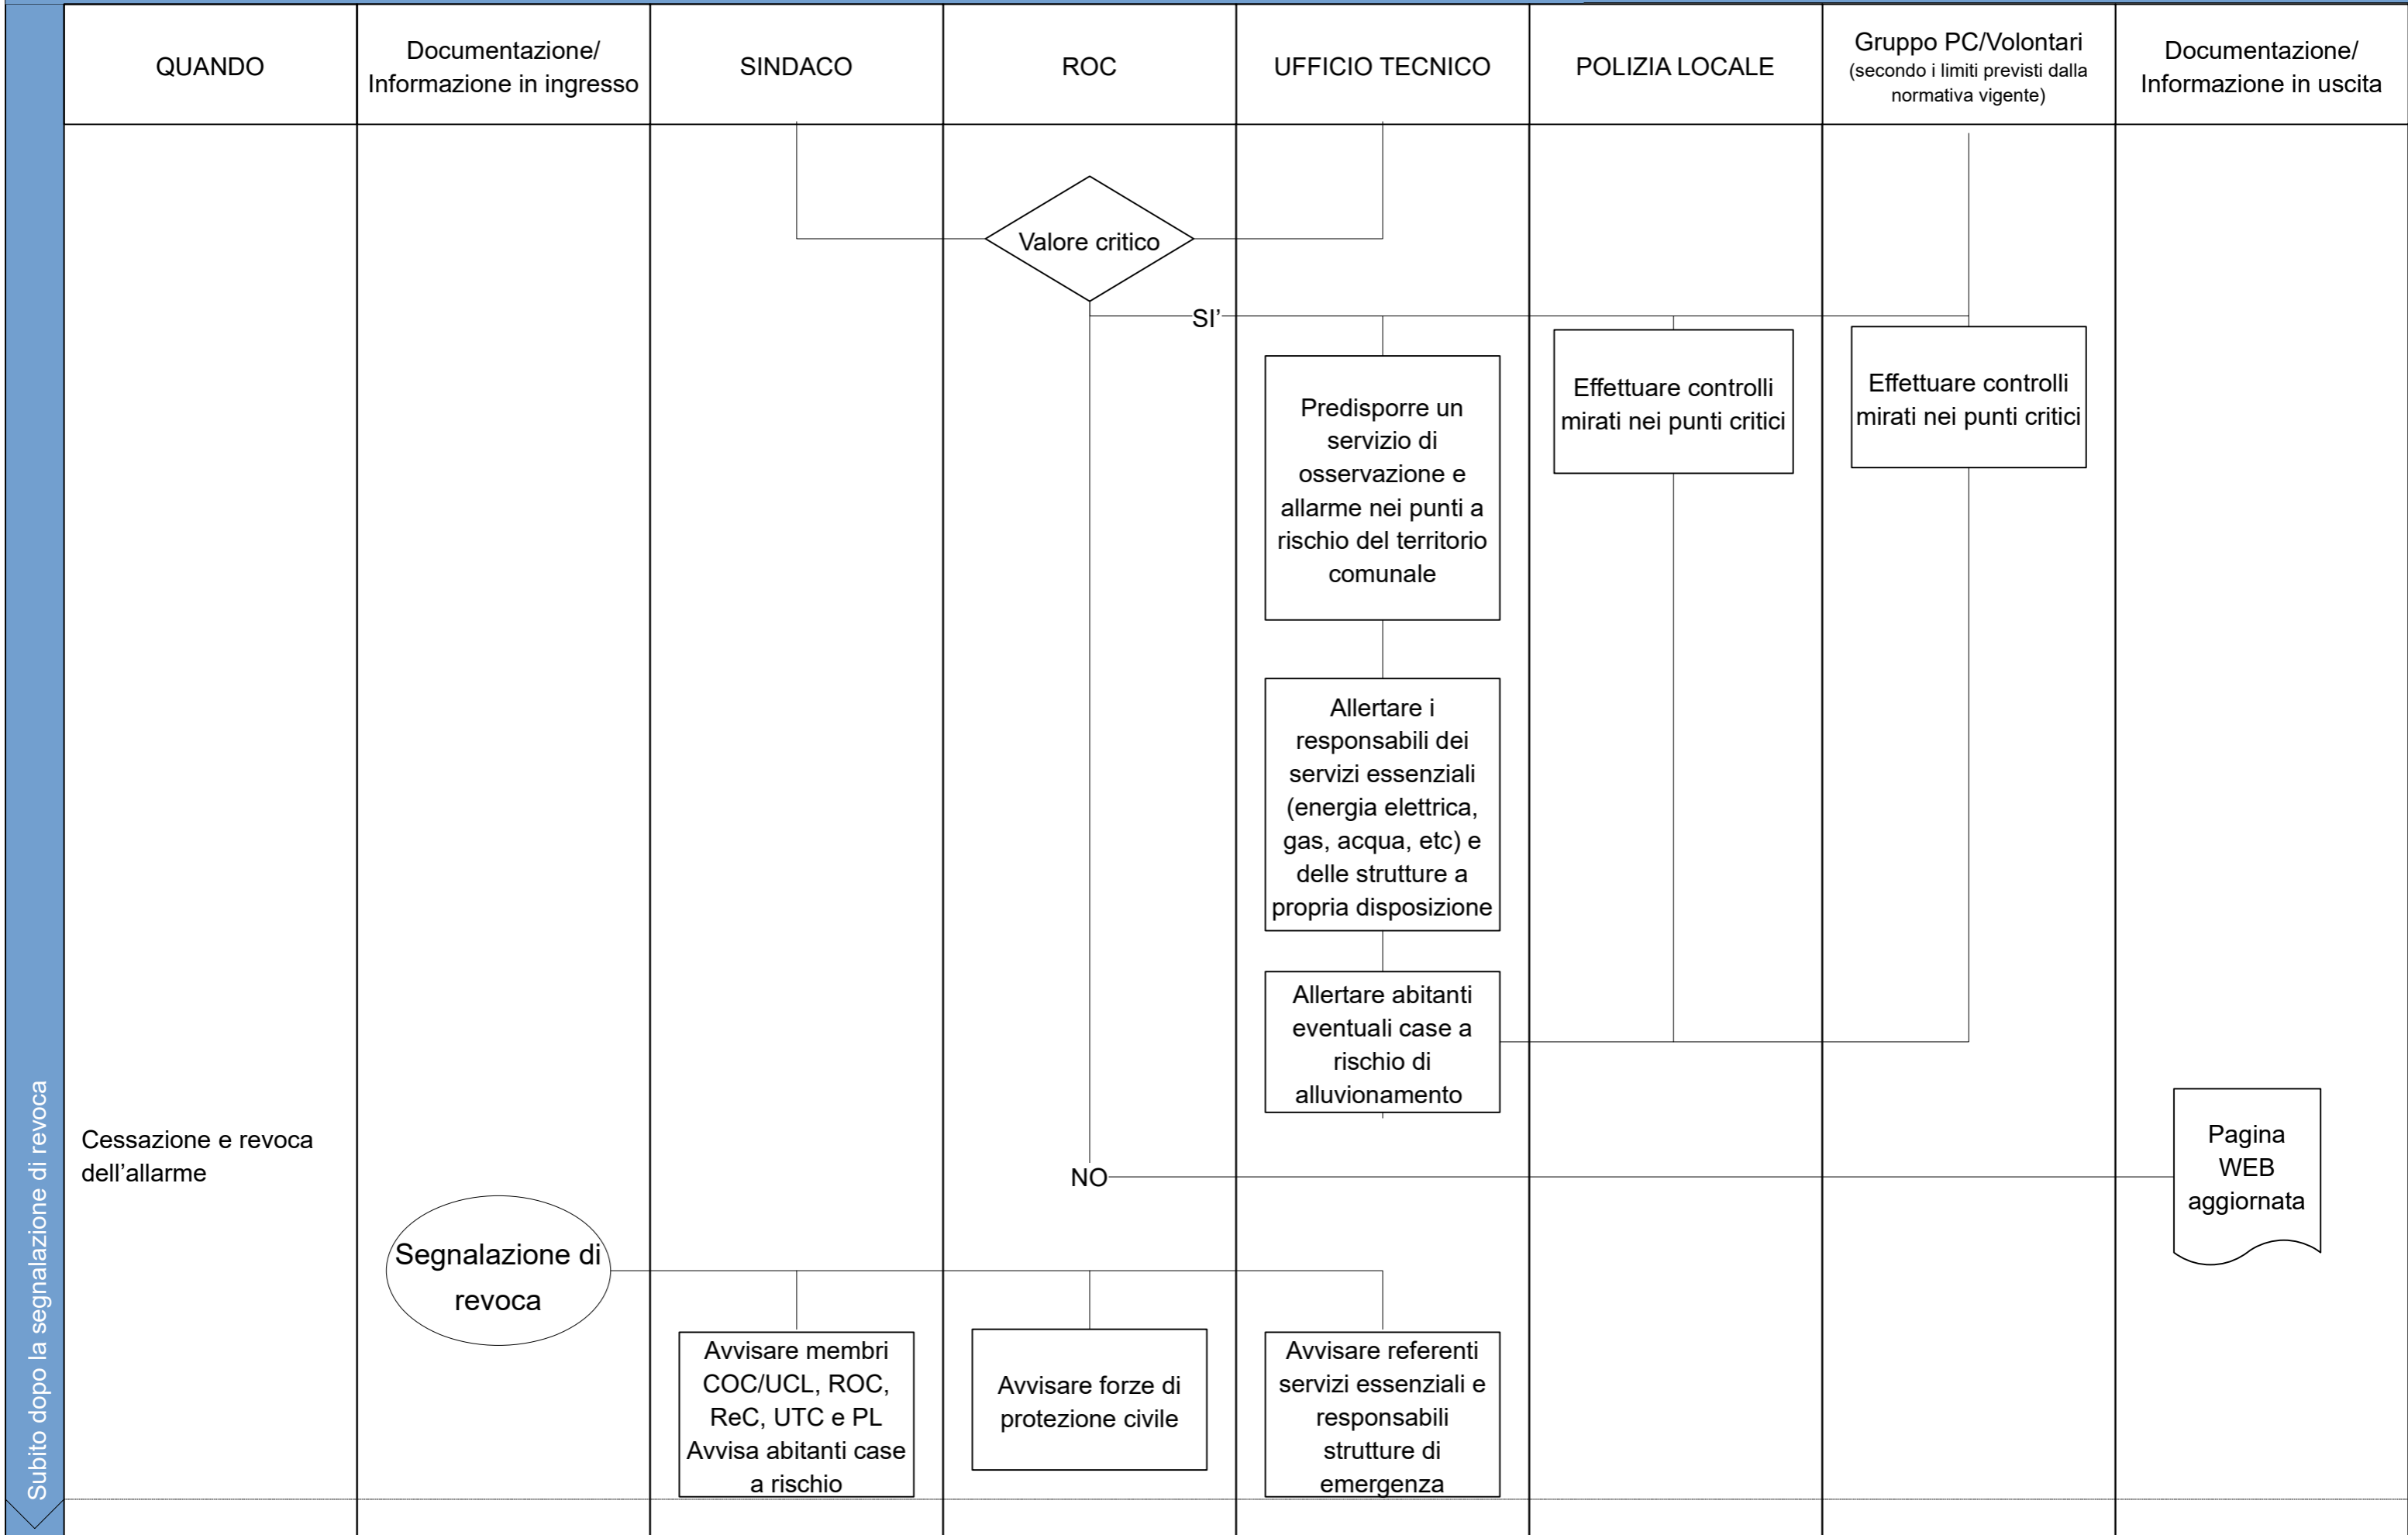 QUANDO
Documentazione/
Informazione in ingresso
SINDACO
ROC
UFFICIO TECNICO
POLIZIA LOCALE
Gruppo PC/Volontari
(secondo i limiti previsti dalla
normativa vigente)
Documentazione/
Informazione in uscita
Valore critico
SI’
Predisporre un
servizio di
osservazione e
allarme nei punti a
rischio del territorio
comunale
Effettuare controlli
mirati nei punti critici
Effettuare controlli
mirati nei punti critici
Allertare i
responsabili dei
servizi essenziali
(energia elettrica,
gas, acqua, etc) e
delle strutture a
propria disposizione
Allertare abitanti
eventuali case a
rischio di
alluvionamento
Subito dopo la segnalazione di revoca
Cessazione e revoca
dell’allarme
NO
Pagina
WEB
aggiornata
Segnalazione di
revoca
Avvisare membri
COC/UCL, ROC,
ReC, UTC e PL
Avvisa abitanti case
a rischio
Avvisare forze di
protezione civile
Avvisare referenti
servizi essenziali e
responsabili
strutture di
emergenza